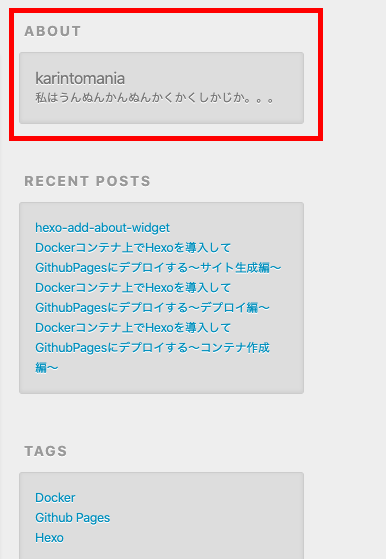 ABOUT
karintomania
私はうんぬんかんぬんかくかくしかじか。。。
RECENT POSTS
hexo-add-about-widget
Dockerコンテナ上でHexoを導入して
GithubPagesにデプロイする〜サイト生成編〜
Dockerコンテナ上でHexoを導入して
GithubPagesにデプロイする〜デプロイ編〜
Dockerコンテナ上でHexoを導入して
GithubPagesにデプロイする〜コンテナ作成
編〜
TAGS
Docker
Github Pages
Hexo